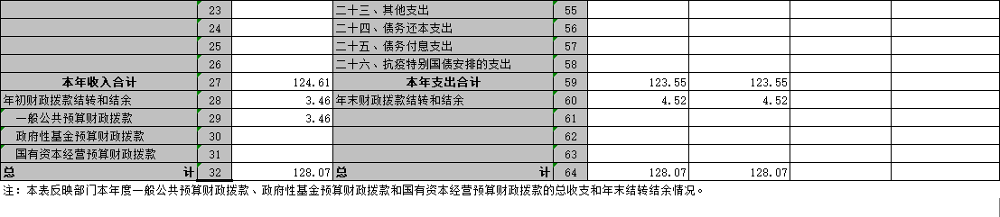 23 二十三、其他支出 55
24 二十四、债务还本支出 56
25 二十五、债务付息支出 57
26 二十六、抗疫特别国债安排的支出 58
本年收入合计 27 124.61 本年支出合计 59 123.55 123.55
年初财政拨款结转和结余 28 3.46 年末财政拨款结转和结余 60 4.52 4.52
一般公共预算财政拨款 29 3.46 61
政府性基金预算财政拨款 30 62
国有资本经营预算财政拨款 31 63
总 计 32 128.07 总 计 64 128.07 128.07
注：本表反映部门本年度一般公共预算财政拨款、政府性基金预算财政拨款和国有资本经营预算财政拨款的总收支和年末结转结余情况。